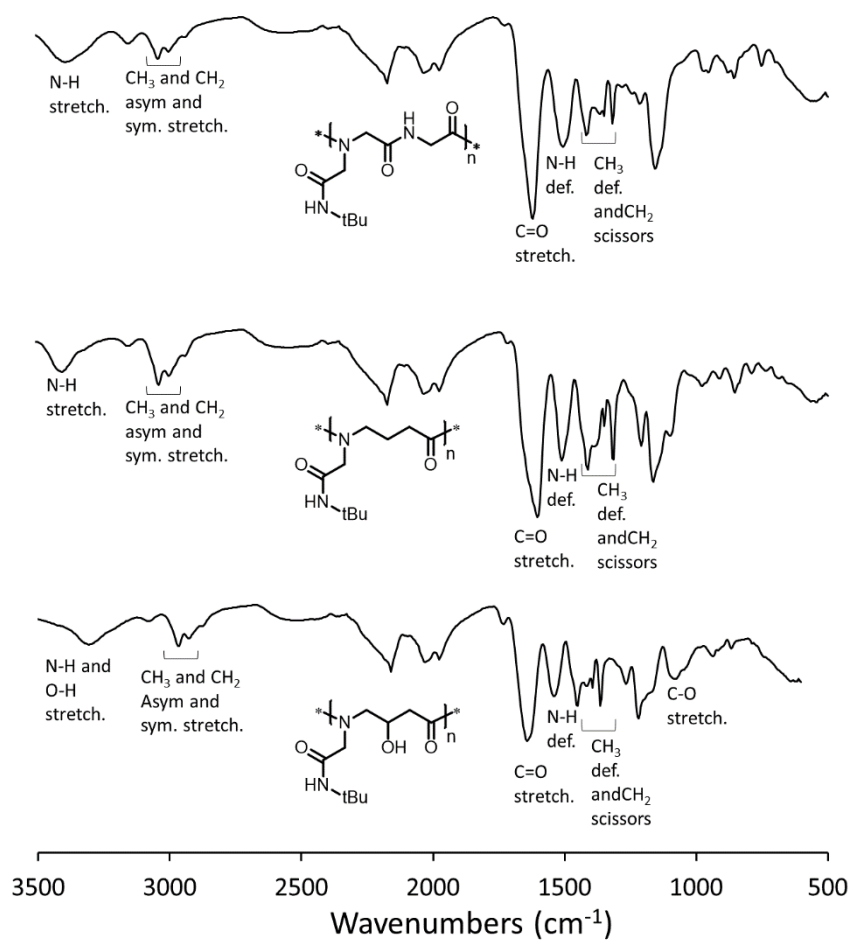 N-H
stretch.
CH3 and CH2
asym and
sym. stretch.
*
N
O
H
N
O
n
*
O
HN
tBu
C=O
stretch.
N-H
def.
CH3
def.
andCH2
scissors
N-H
stretch.
CH3 and CH2
asym and
sym. stretch.
*
N
O
n
*
O
HN
tBu
C=O
stretch.
N-H
def.
CH3
def.
andCH2
scissors
N-H and
O-H
stretch.
CH3 and CH2
Asym and
sym. stretch.
*
N
OH
O
n
*
O
HN
tBu
C=O
stretch.
N-H
def.
CH3
def.
andCH2
scissors
C-O
stretch.
3500 3000 2500 2000 1500 1000 500
Wavenumbers (cm-1)